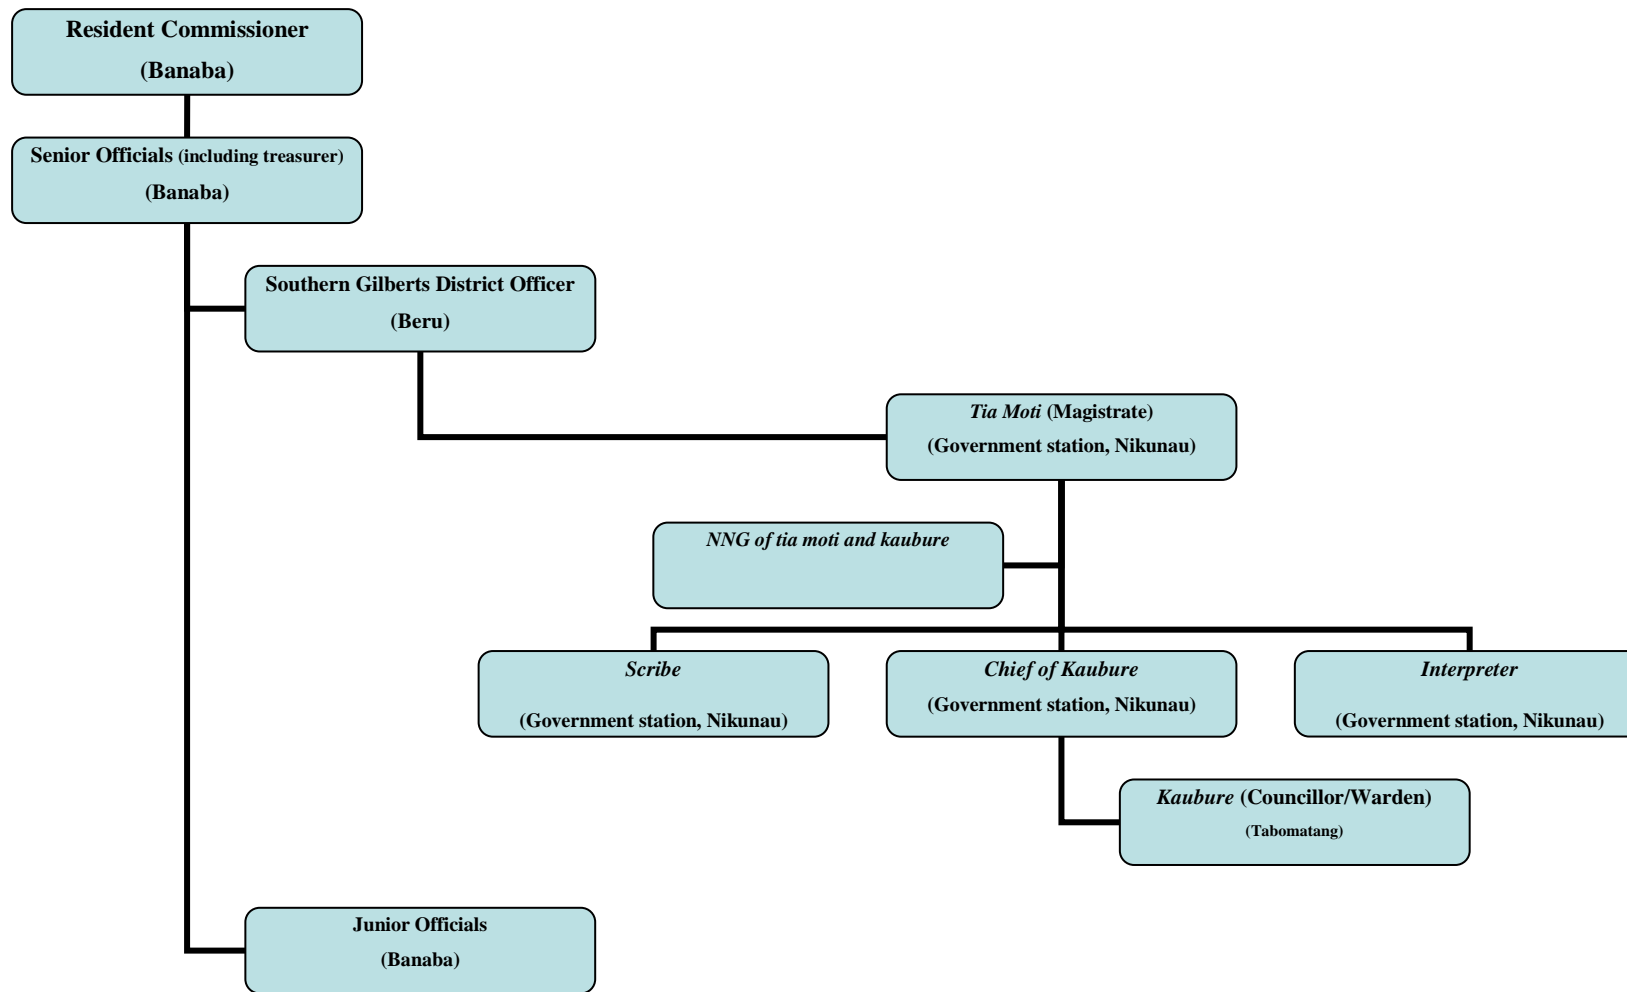 Resident Commissioner
(Banaba)
Senior Officials (including treasurer)
(Banaba)
Southern Gilberts District Officer
(Beru)
Tia Moti (Magistrate)
(Government station, Nikunau)
NNG of tia moti and kaubure
Scribe
(Government station, Nikunau)
Chief of Kaubure
(Government station, Nikunau)
Interpreter
(Government station, Nikunau)
Kaubure (Councillor/Warden)
(Tabomatang)
Junior Officials
(Banaba)